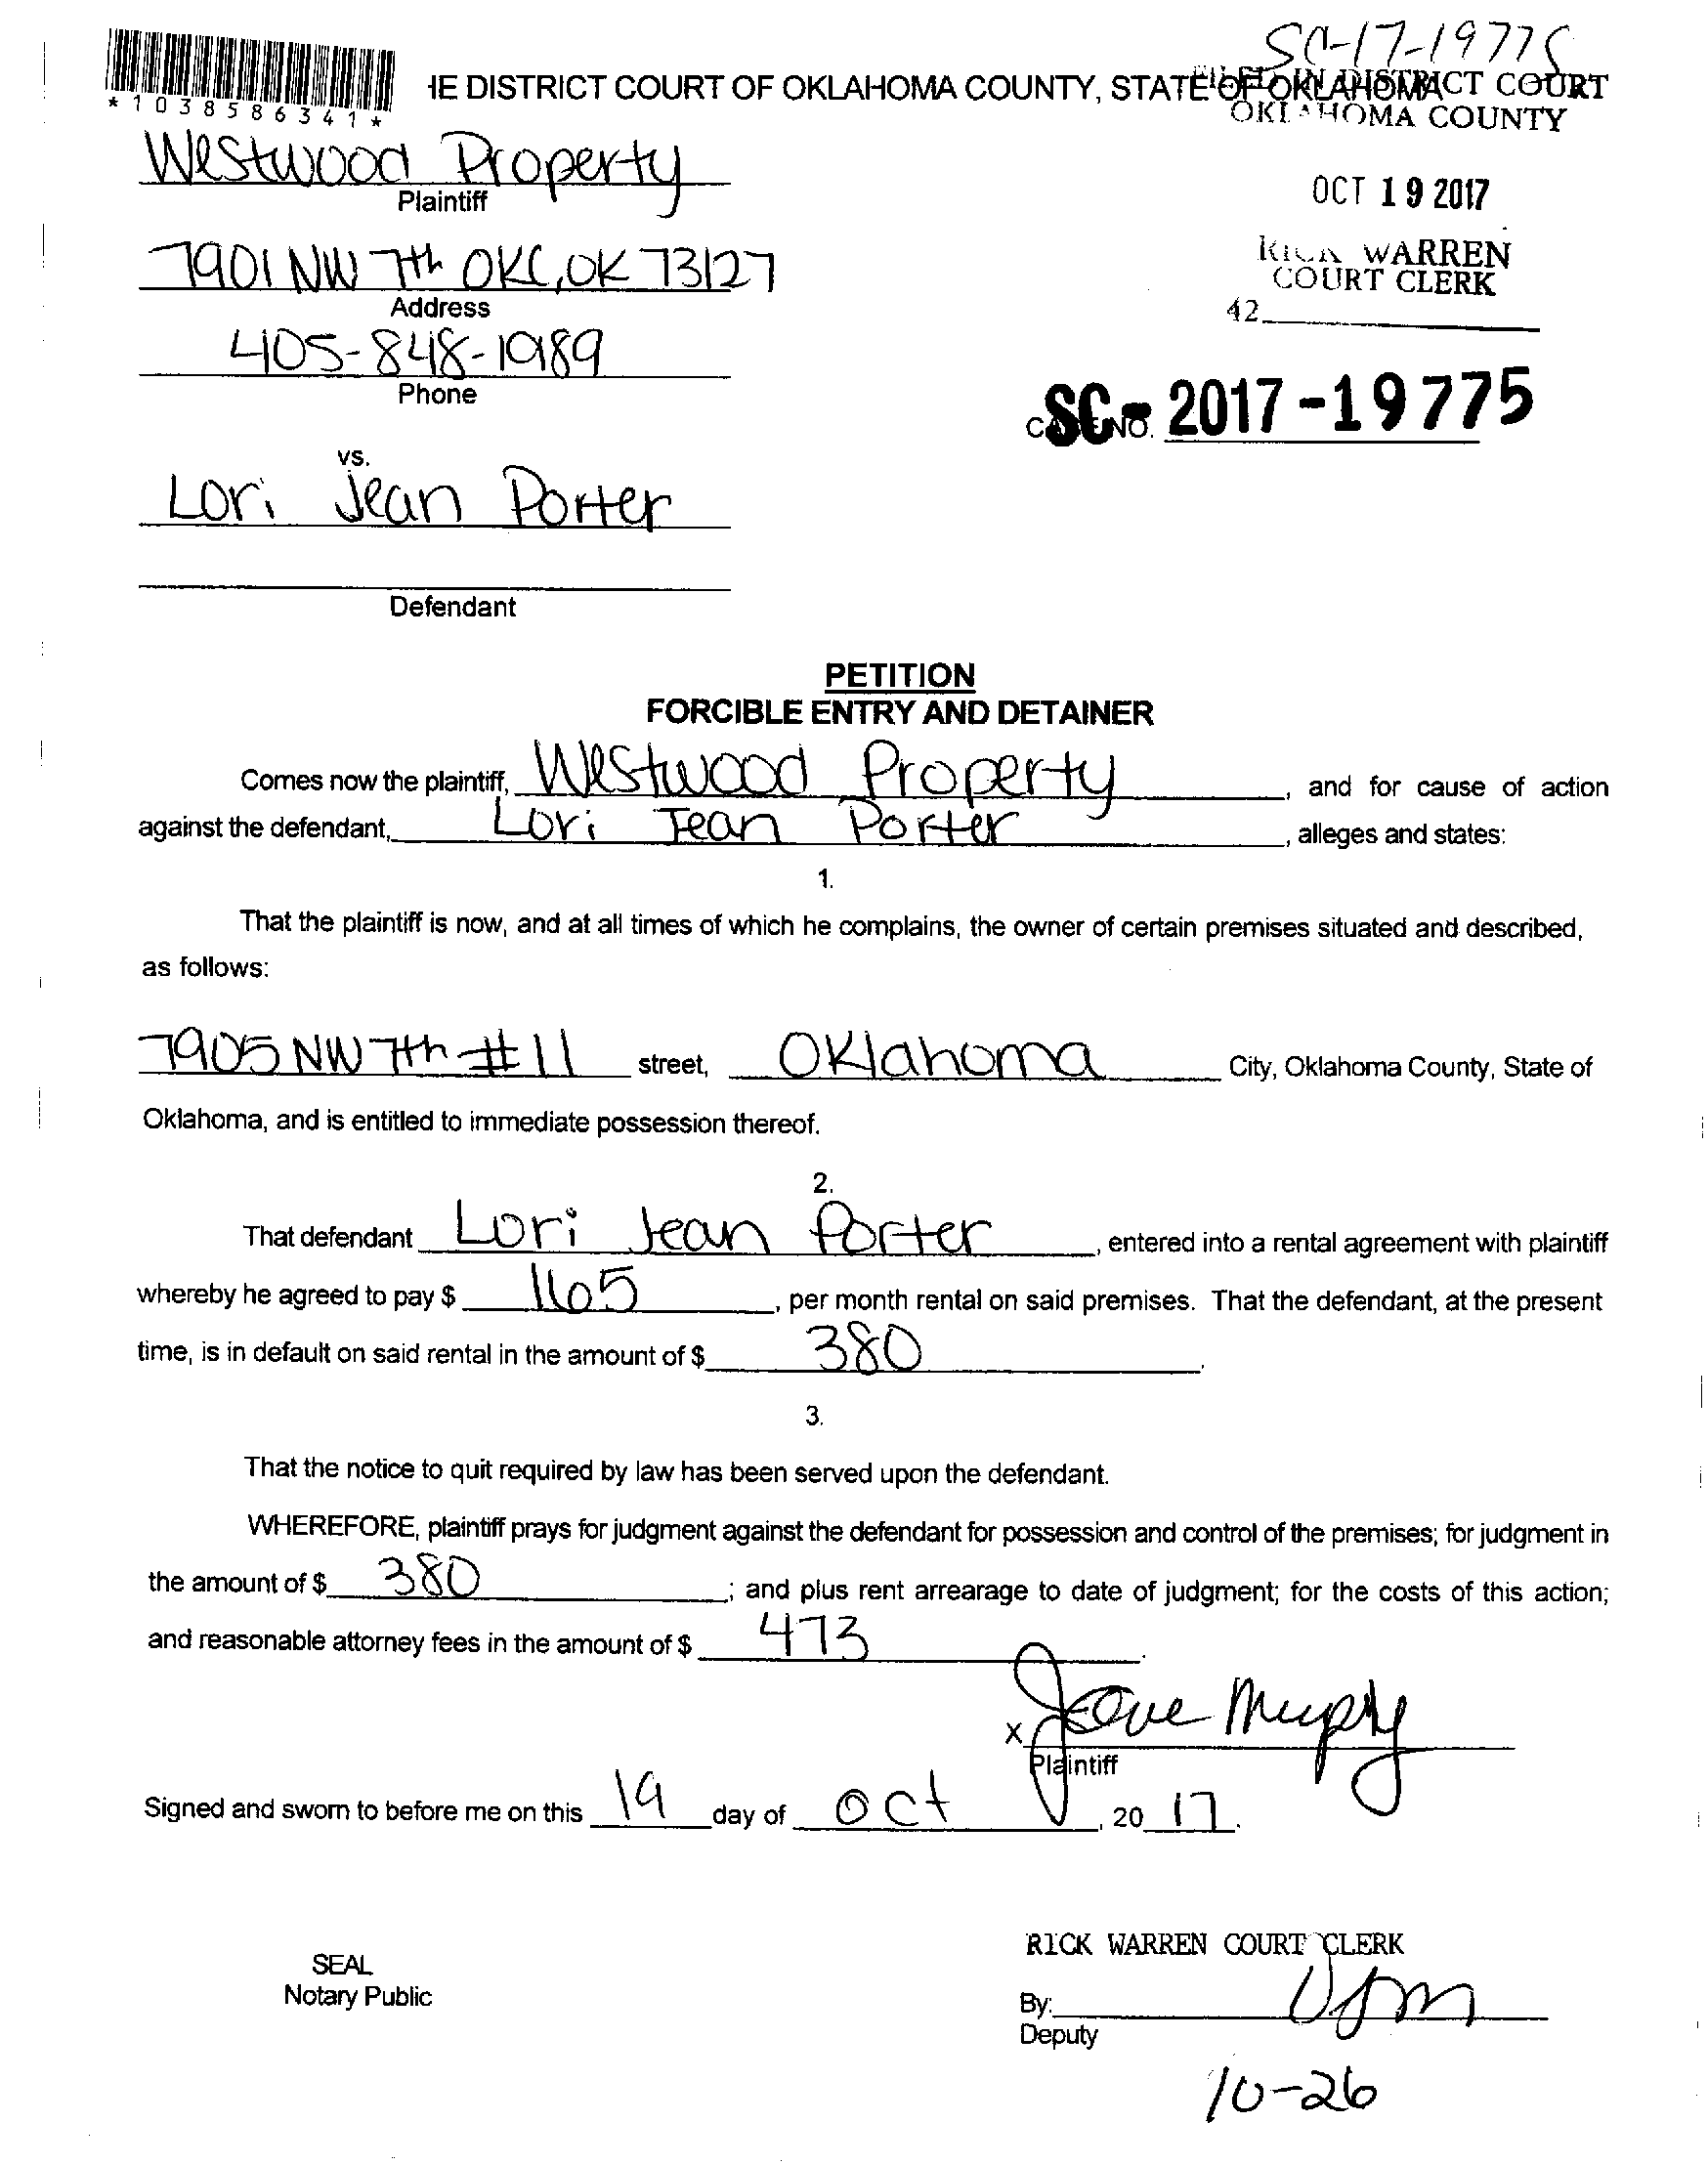 SC-17-19775
IE DISTRICT COURT OF OKLAHOMA COUNTY, STATE OF OKLAHOMA
FILED IN DISTRICT COURT
OKLAHOMA COUNTY
*1038586341*
Westwood Property
Plaintiff
OCT 19 2017
7901 NW 7th OKC, OK 73127
Address
RICK WARREN
COURT CLERK
42
405-848-1989
Phone
CASE NO. SC-2017-19775
vs.
Lori Jean Porter
Defendant
PETITION
FORCIBLE ENTRY AND DETAINER
Comes now the plaintiff, Westwood Property, and for cause of action
against the defendant, Lori Jean Porter, alleges and states:
1.
That the plaintiff is now, and at all times of which he complains, the owner of certain premises situated and described,
as follows:
7905 NW 7th #11 street, Oklahoma City, Oklahoma County, State of
Oklahoma, and is entitled to immediate possession thereof.
2.
That defendant Lori Jean Porter, entered into a rental agreement with plaintiff
whereby he agreed to pay $ 165, per month rental on said premises. That the defendant, at the present
time, is in default on said rental in the amount of $ 380.
3.
That the notice to quit required by law has been served upon the defendant.
WHEREFORE, plaintiff prays for judgment against the defendant for possession and control of the premises; for judgment in
the amount of $ 380; and plus rent arrearage to date of judgment; for the costs of this action;
and reasonable attorney fees in the amount of $ 473.
x Murphy
Plaintiff
Signed and sworn to before me on this 19 day of Oct, 20 17.
SEAL
Notary Public
RICK WARREN COURT CLERK
By:
Deputy
10-26